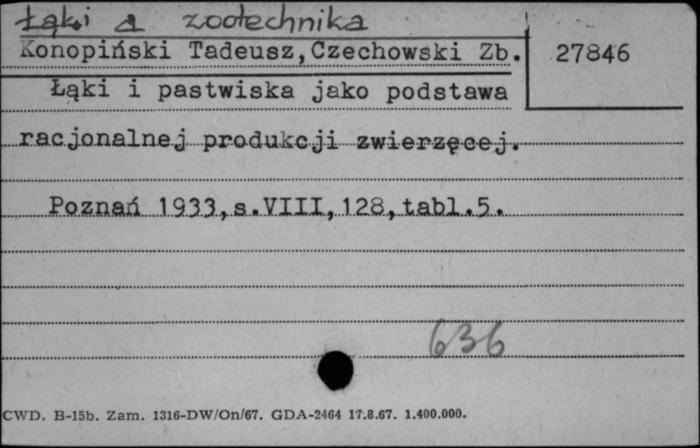 Łąki a zootechnika
Konopiński Tadeusz,Czechowski Zb.
27846
Łąki i pastwiska jako podstawa
racjonalnej produkcji zwierzęcej.
Poznań 1933,s.VIII,128,tabl.5.
636
CWD. B-15b. Zam. 1316-DW/On/67. GDA-2464 17.8.67. 1.400.000.